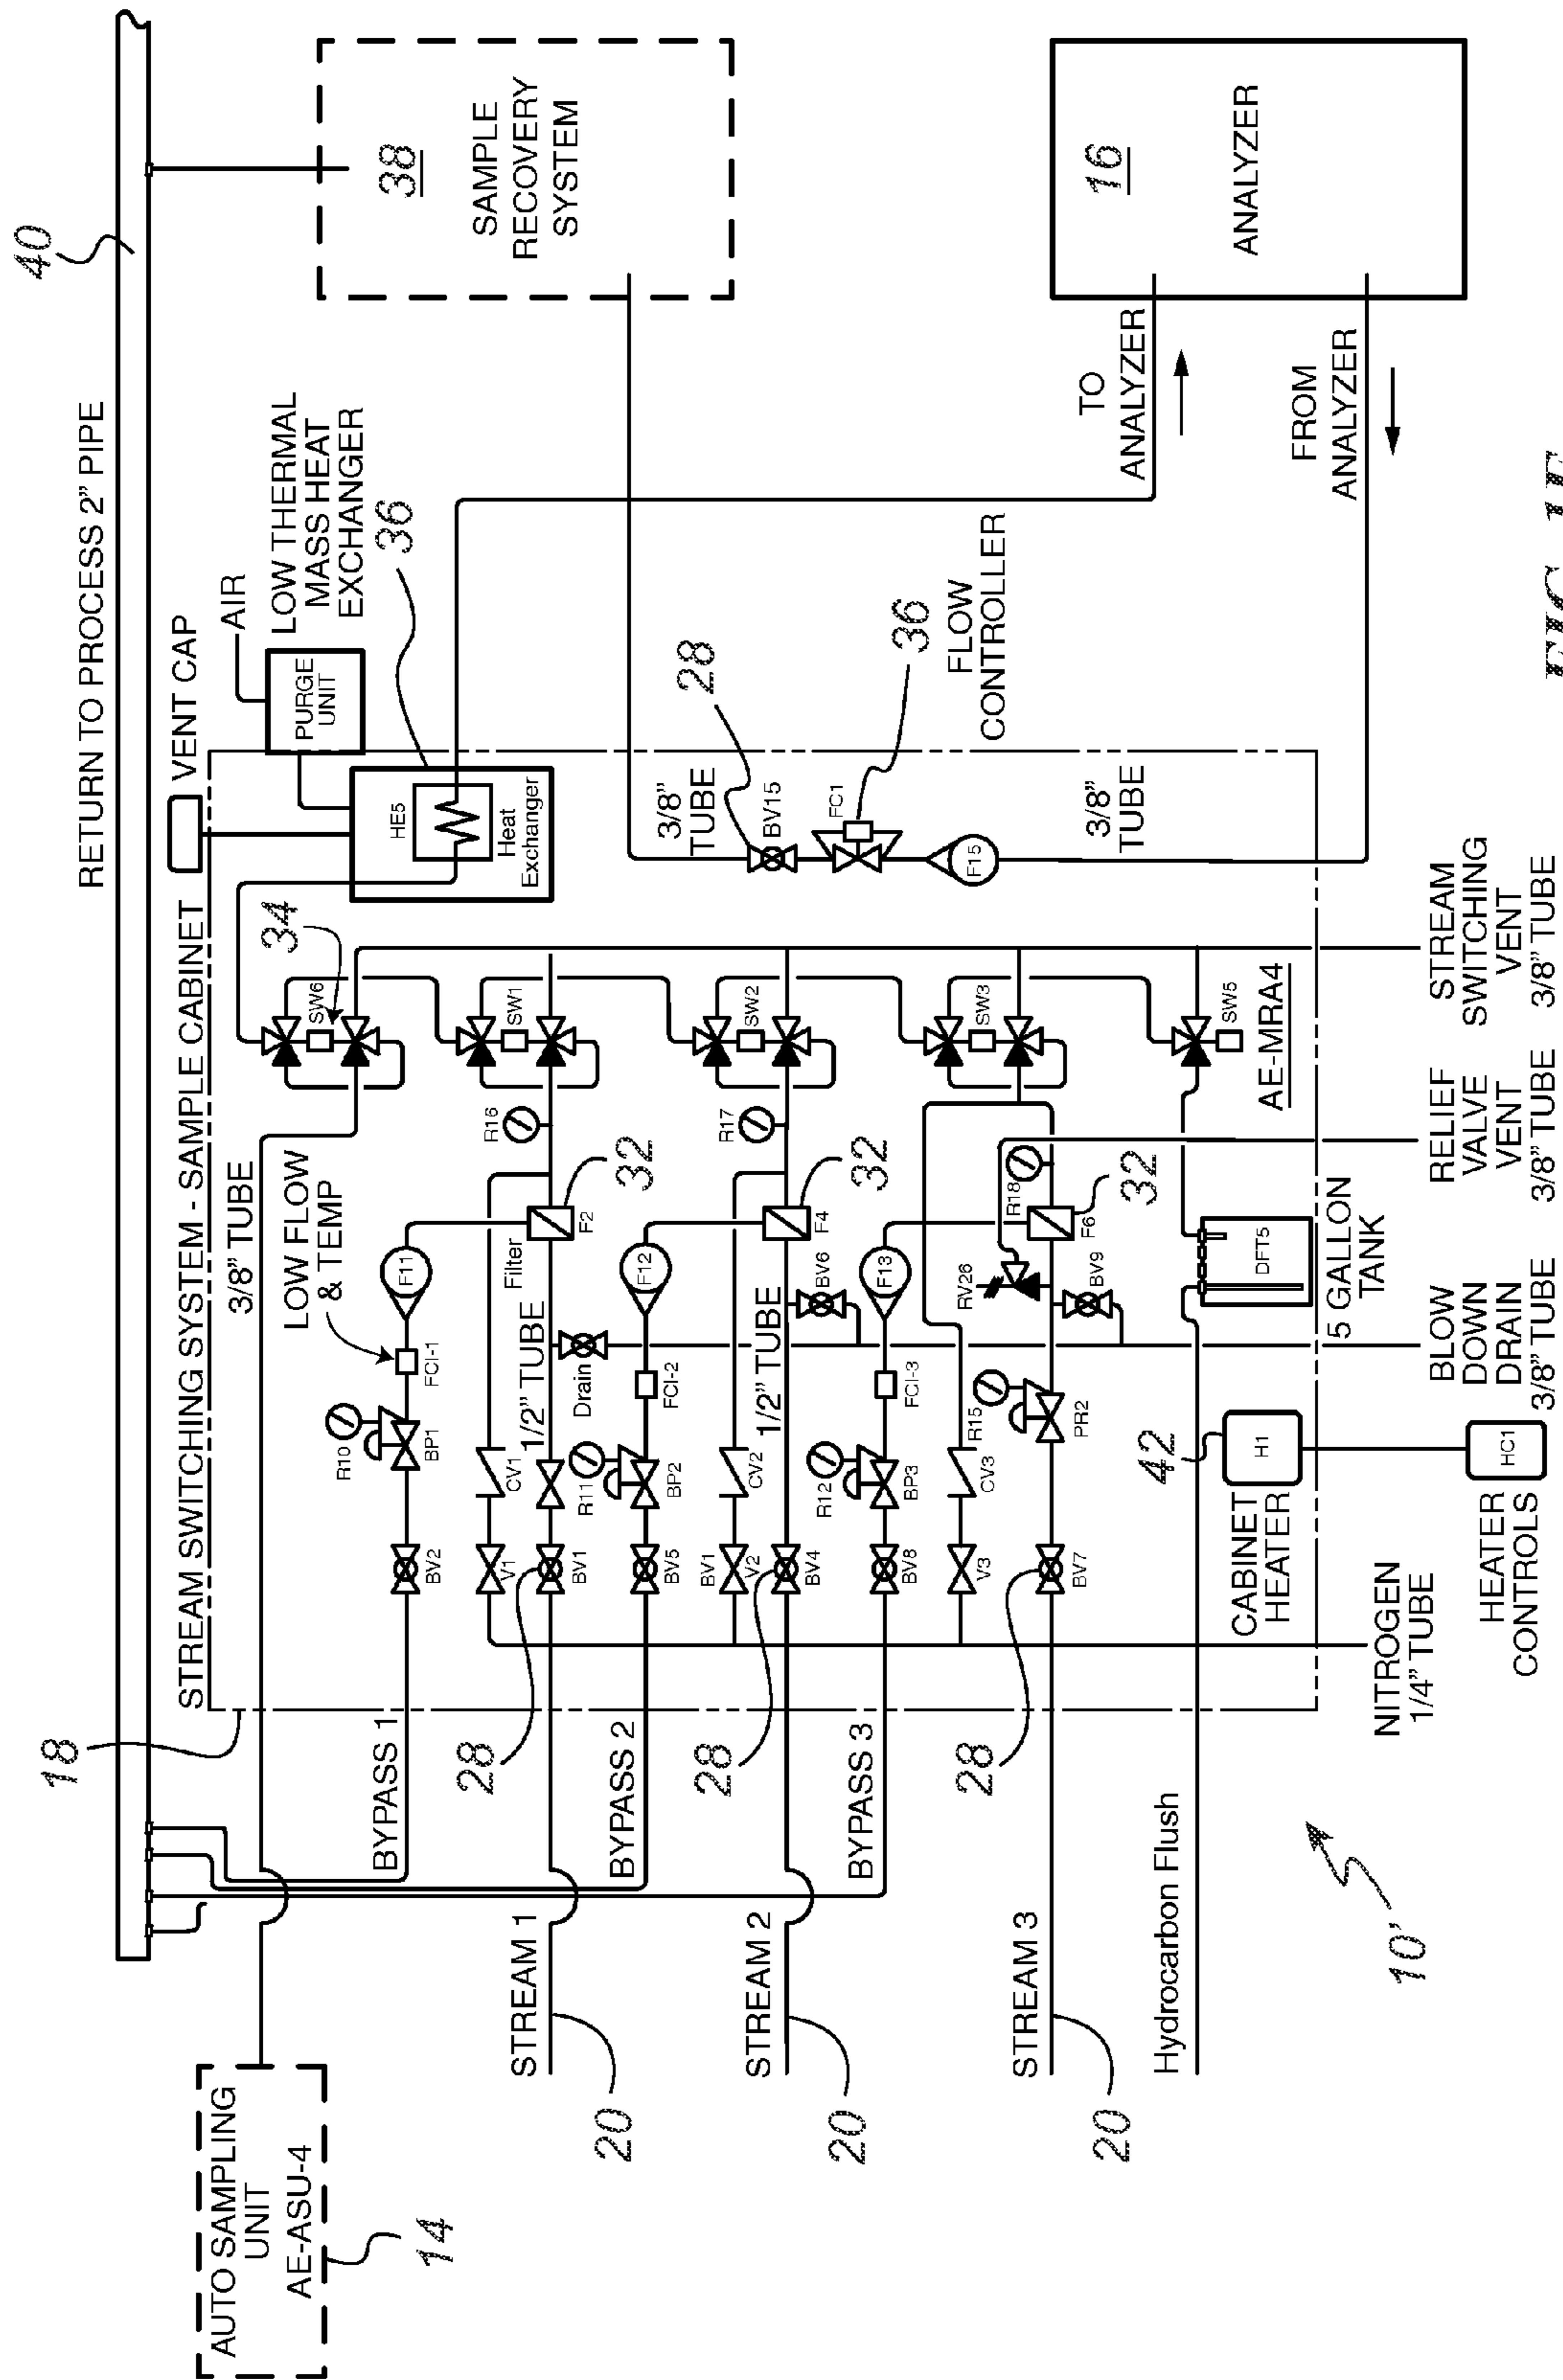 40
RETURN TO PROCESS 2" PIPE
18
STREAM SWITCHING SYSTEM - SAMPLE CABINET
VENT CAP
AIR
PURGE
UNIT
LOW THERMAL
MASS HEAT
EXCHANGER
36
38
SAMPLE
RECOVERY
SYSTEM
AUTO SAMPLING
UNIT
AE-ASU-4
14
3/8" TUBE
34
SW6
HE5
Heat
Exchanger
LOW FLOW
& TEMP
BYPASS 1
BV2
R10
BP1
FCI-1
F11
28
V1
CV1
Filter
R16
SW1
STREAM 1
20
BV1
1/2" TUBE
F2
32
Drain
BYPASS 2
BV5
R11
BP2
FCI-2
F12
28
BV1
V2
CV2
R17
SW2
STREAM 2
20
BV4
1/2" TUBE
F4
32
BV6
3/8"
TUBE
28
BV15
FC1
36
FLOW
CONTROLLER
F15
3/8"
TUBE
BYPASS 3
BV8
R12
BP3
FCI-3
F13
28
V3
CV3
RV26
R18
SW3
STREAM 3
20
BV7
R15
PR2
BV9
F6
32
TO
ANALYZER
FROM
ANALYZER
16
ANALYZER
Hydrocarbon Flush
42
H1
CABINET
HEATER
DFT5
5 GALLON
TANK
SW5
AE-MRA4
10'
NITROGEN
1/4" TUBE
HC1
HEATER
CONTROLS
BLOW
DOWN
DRAIN
3/8" TUBE
RELIEF
VALVE
VENT
3/8" TUBE
STREAM
SWITCHING
VENT
3/8" TUBE